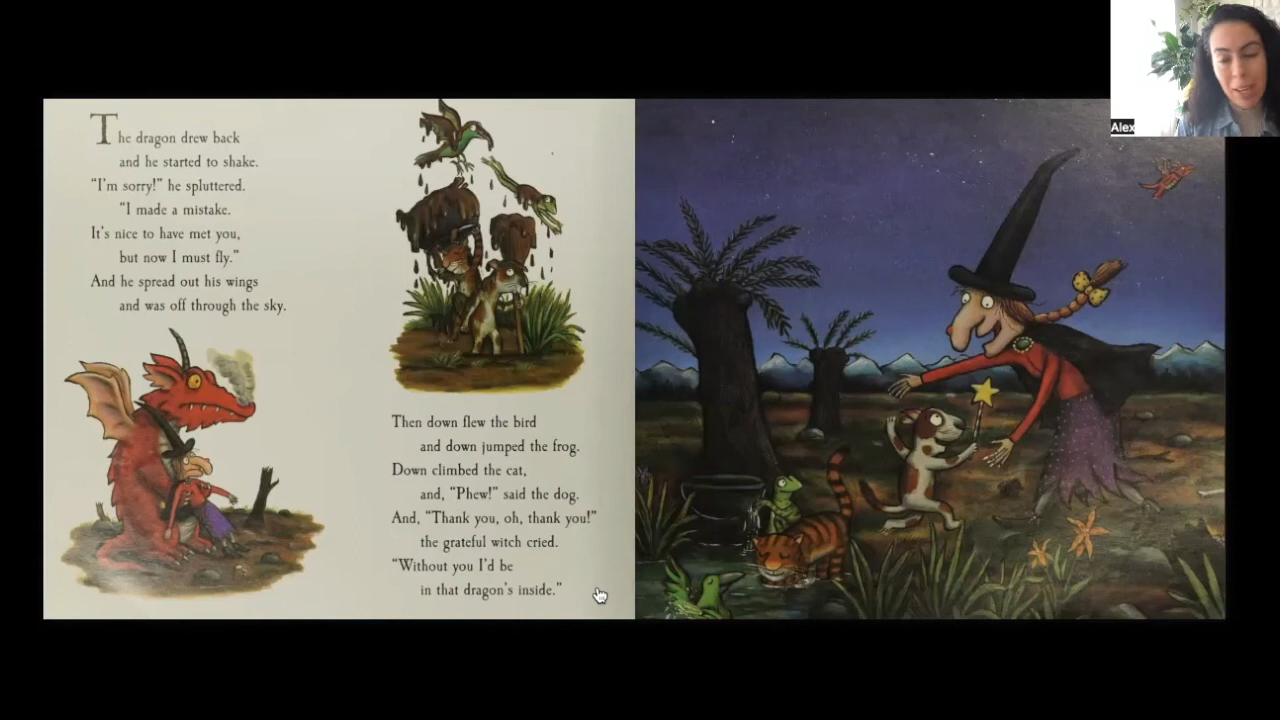 The dragon drew back
and he started to shake.
“I'm sorry!” he spluttered.
“I made a mistake.
It's nice to have met you,
but now I must fly.”
And he spread out his wings
and was off through the sky.
Then down flew the bird
and down jumped the frog.
Down climbed the cat,
and, “Phew!” said the dog.
And, “Thank you, oh, thank you!”
the grateful witch cried.
“Without you I'd be
in that dragon's inside.”
Alex